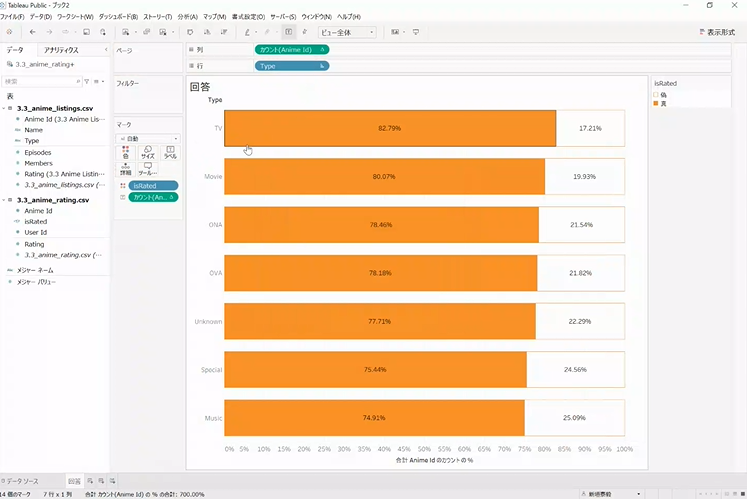 Tableau Public - ブック2
ファイル(F) データ(D) ワークシート(W) ダッシュボード(B) ストーリー(T) 分析(A) マップ(M) 書式設定(O) サーバー(S) ウィンドウ(N) ヘルプ(H)
ビュー全体
表示形式
データ
アナリティクス
3.3_anime_rating+
検索
表
3.3_anime_listings.csv
Anime Id (3.3 Anime Lis...
Name
Type
Episodes
Members
Rating (3.3 Anime Listin...
3.3_anime_listings.csv (...
3.3_anime_rating.csv
Anime Id
isRated
User Id
Rating
3.3_anime_rating.csv (...
メジャー ネーム
メジャー バリュー
ページ
フィルター
マーク
自動
色
サイズ
ラベル
詳細
ツール...
isRated
カウント(An...
列
カウント(Anime Id)
行
Type
回答
Type
TV
82.79%
17.21%
Movie
80.07%
19.93%
ONA
78.46%
21.54%
OVA
78.18%
21.82%
Unknown
77.71%
22.29%
Special
75.44%
24.56%
Music
74.91%
25.09%
0% 5% 10% 15% 20% 25% 30% 35% 40% 45% 50% 55% 60% 65% 70% 75% 80% 85% 90% 95% 100%
合計 Anime Id のカウントの %
isRated
偽
真
データ ソース
回答
14 個のマーク
7 行 x 1 列
合計 カウント(Anime Id) の % の合計: 700.00%